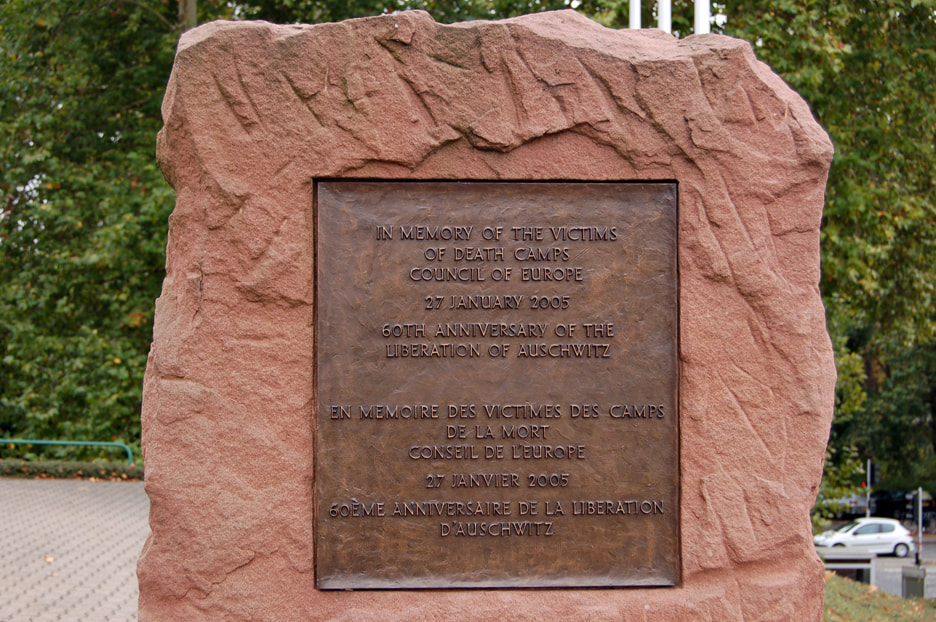 IN MEMORY OF THE VICTIMS
OF DEATH CAMPS
COUNCIL OF EUROPE
27 JANUARY 2005
60TH ANNIVERSARY OF THE
LIBERATION OF AUSCHWITZ
EN MEMOIRE DES VICTIMES DES CAMPS
DE LA MORT
CONSEIL DE L'EUROPE
27 JANVIER 2005
60ÈME ANNIVERSAIRE DE LA LIBERATION
D'AUSCHWITZ